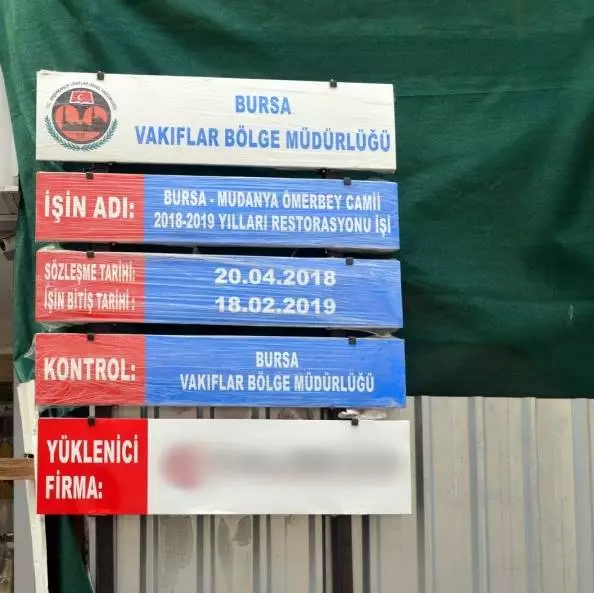 BURSA
VAKIFLAR BÖLGE MÜDÜRLÜĞÜ
İŞİN ADI:
BURSA - MUDANYA ÖMERBEY CAMİİ
2018-2019 YILLARI RESTORASYONU İŞİ
SÖZLEŞME TARİHİ:
20.04.2018
İŞİN BİTİŞ TARİHİ :
18.02.2019
KONTROL:
BURSA
VAKIFLAR BÖLGE MÜDÜRLÜĞÜ
YÜKLENİCİ
FİRMA: